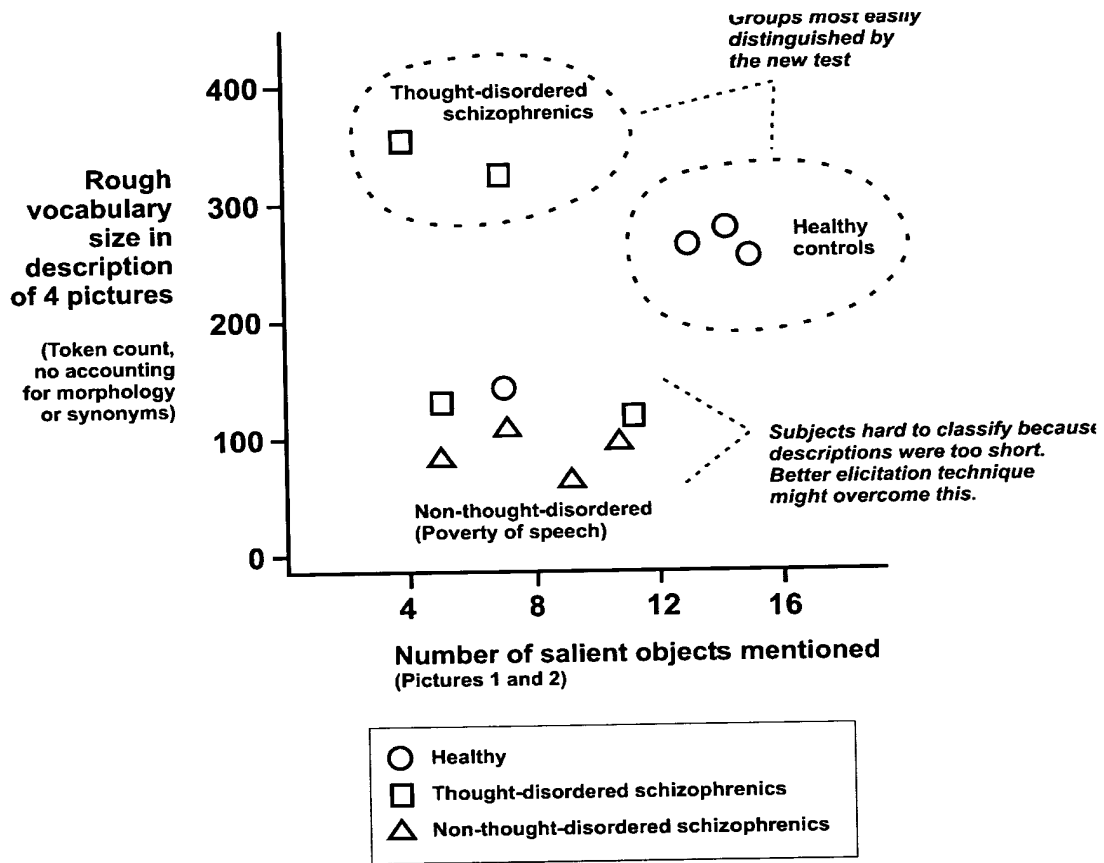 Groups most easily
distinguished by
the new test
400
Thought-disordered
schizophrenics
Rough
vocabulary
size in
description
of 4 pictures
300
Healthy
controls
200
(Token count,
no accounting
for morphology
or synonyms)
100
Subjects hard to classify because
descriptions were too short.
Better elicitation technique
might overcome this.
Non-thought-disordered
(Poverty of speech)
0
4
8
12
16
Number of salient objects mentioned
(Pictures 1 and 2)
Healthy
Thought-disordered schizophrenics
Non-thought-disordered schizophrenics